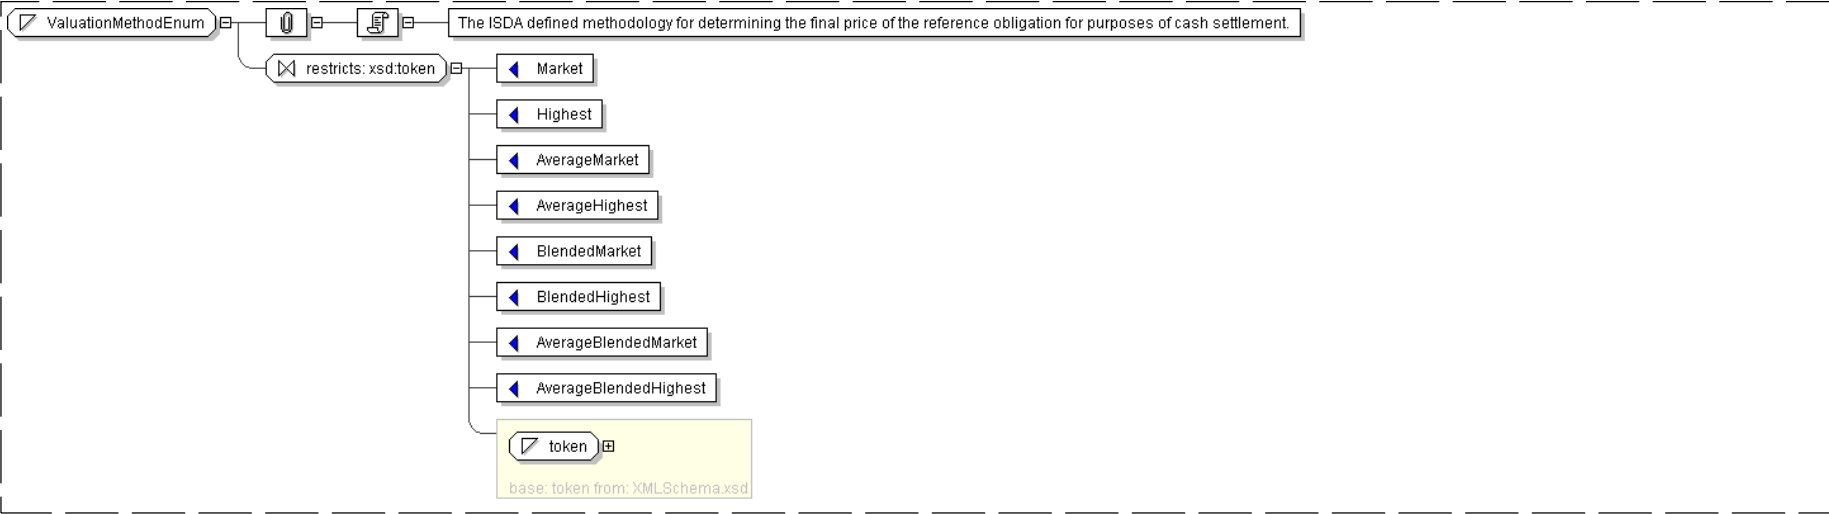 ValuationMethodEnum
The ISDA defined methodology for determining the final price of the reference obligation for purposes of cash settlement.
restricts: xsd:token
Market
Highest
AverageMarket
AverageHighest
BlendedMarket
BlendedHighest
AverageBlendedMarket
AverageBlendedHighest
token
base: token from: XMLSchema.xsd